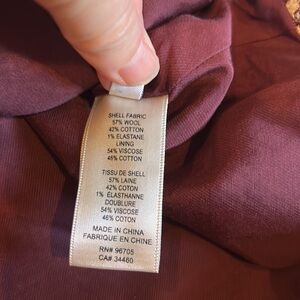 SHELL FABRIC
57% WOOL
42% COTTON
1% ELASTANE
LINING
54% VISCOSE
46% COTTON
TISSU DE SHELL
57% LAINE
42% COTON
1% ÉLASTHANNE
DOUBLURE
54% VISCOSE
46% COTON
MADE IN CHINA
FABRIQUE EN CHINE
RN# 96705
CA# 34460